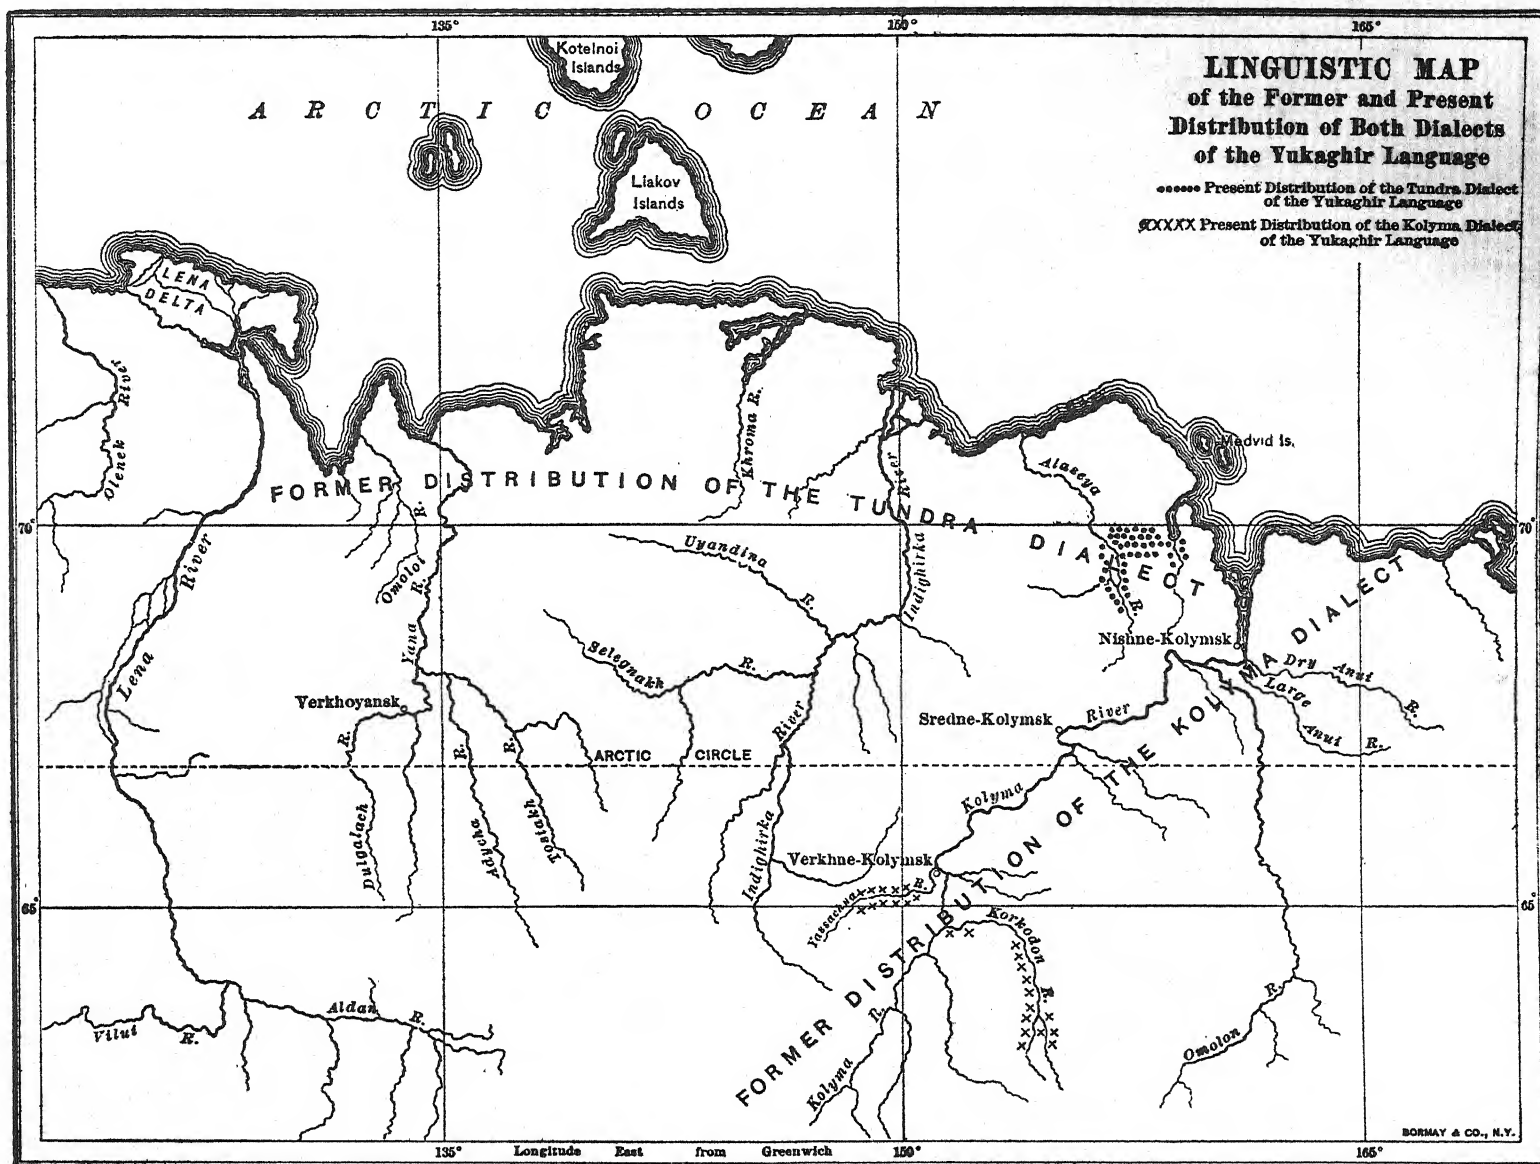 135°
150°
165°
LINGUISTIC MAP
of the Former and Present
Distribution of Both Dialects
of the Yukaghir Language
•••••• Present Distribution of the Tundra Dialect
of the Yukaghir Language
XXXXX Present Distribution of the Kolyma Dialect
of the Yukaghir Language
Kotelnoi
Islands
ARCTIC OCEAN
Liakov
Islands
LENA
DELTA
Olenek River
Khroma R.
Medvid Is.
Alaseya
R.
FORMER DISTRIBUTION OF THE TUNDRA DIALECT
70°
70°
Lena River
Omoloi R.
Yana R.
Uyandina R.
Indighirka River
Selegnakh R.
Nishne-Kolymsk
Dry Anui R.
Large Anui R.
Verkhoyansk
Sredne-Kolymsk
Kolyma River
ARCTIC CIRCLE
Dulgalach R.
Adycha R.
Tostakh R.
Indighirka River
Verkhne-Kolymsk
Yassachna R.
Korkodon R.
FORMER DISTRIBUTION OF THE KOLYMA DIALECT
65°
65°
Vilui R.
Aldan R.
Kolyma R.
Omolon R.
BORMAY & CO., N.Y.
135°
Longitude East from Greenwich
150°
165°